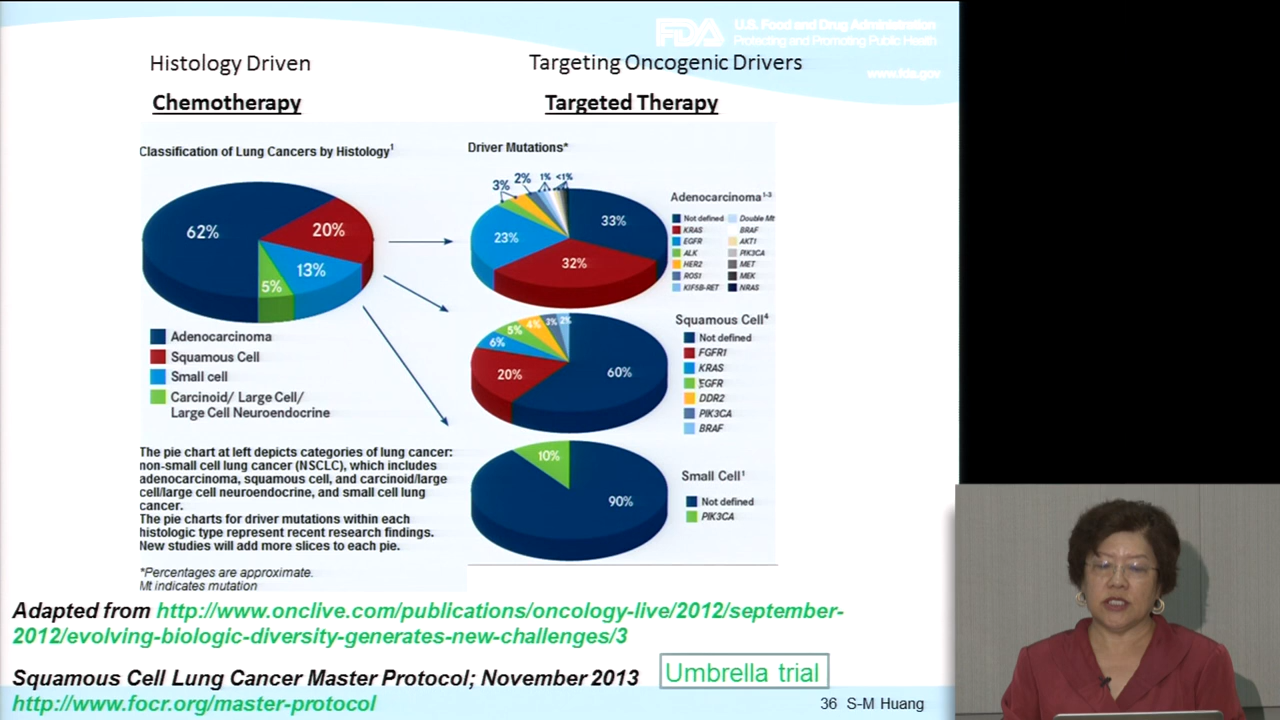 FDA U.S. Food and Drug Administration
Protecting and Promoting Public Health
www.fda.gov
Histology Driven
Chemotherapy
Targeting Oncogenic Drivers
Targeted Therapy
Classification of Lung Cancers by Histology1
62%
20%
13%
5%
Adenocarcinoma
Squamous Cell
Small cell
Carcinoid/ Large Cell/
Large Cell Neuroendocrine
Driver Mutations*
3%
2%
1%
<1%
33%
23%
32%
Adenocarcinoma1-3
Not defined
KRAS
EGFR
ALK
HER2
ROS1
KIF5B-RET
Double Mt
BRAF
AKT1
PIK3CA
MET
MEK
NRAS
5%
4%
3%
2%
6%
20%
60%
Squamous Cell4
Not defined
FGFR1
KRAS
EGFR
DDR2
PIK3CA
BRAF
10%
90%
Small Cell1
Not defined
PIK3CA
The pie chart at left depicts categories of lung cancer:
non-small cell lung cancer (NSCLC), which includes
adenocarcinoma, squamous cell, and carcinoid/large
cell/large cell neuroendocrine, and small cell lung
cancer.
The pie charts for driver mutations within each
histologic type represent recent research findings.
New studies will add more slices to each pie.
*Percentages are approximate.
Mt indicates mutation
Adapted from http://www.onclive.com/publications/oncology-live/2012/september-
2012/evolving-biologic-diversity-generates-new-challenges/3
Squamous Cell Lung Cancer Master Protocol; November 2013
http://www.focr.org/master-protocol
Umbrella trial
36 S-M Huang